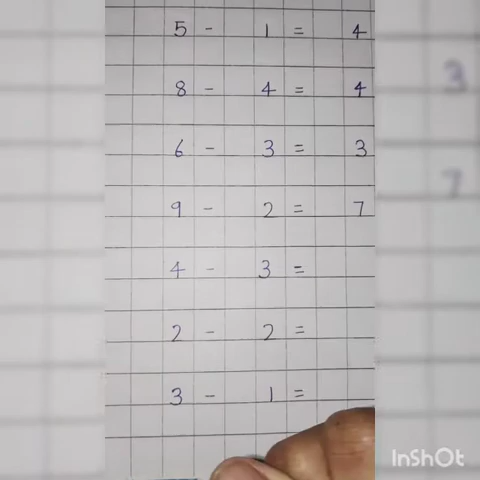 5 - 1 = 4
8 - 4 = 4
6 - 3 = 3
9 - 2 = 7
4 - 3 =
2 - 2 =
3 - 1 =
3
7
InShOt